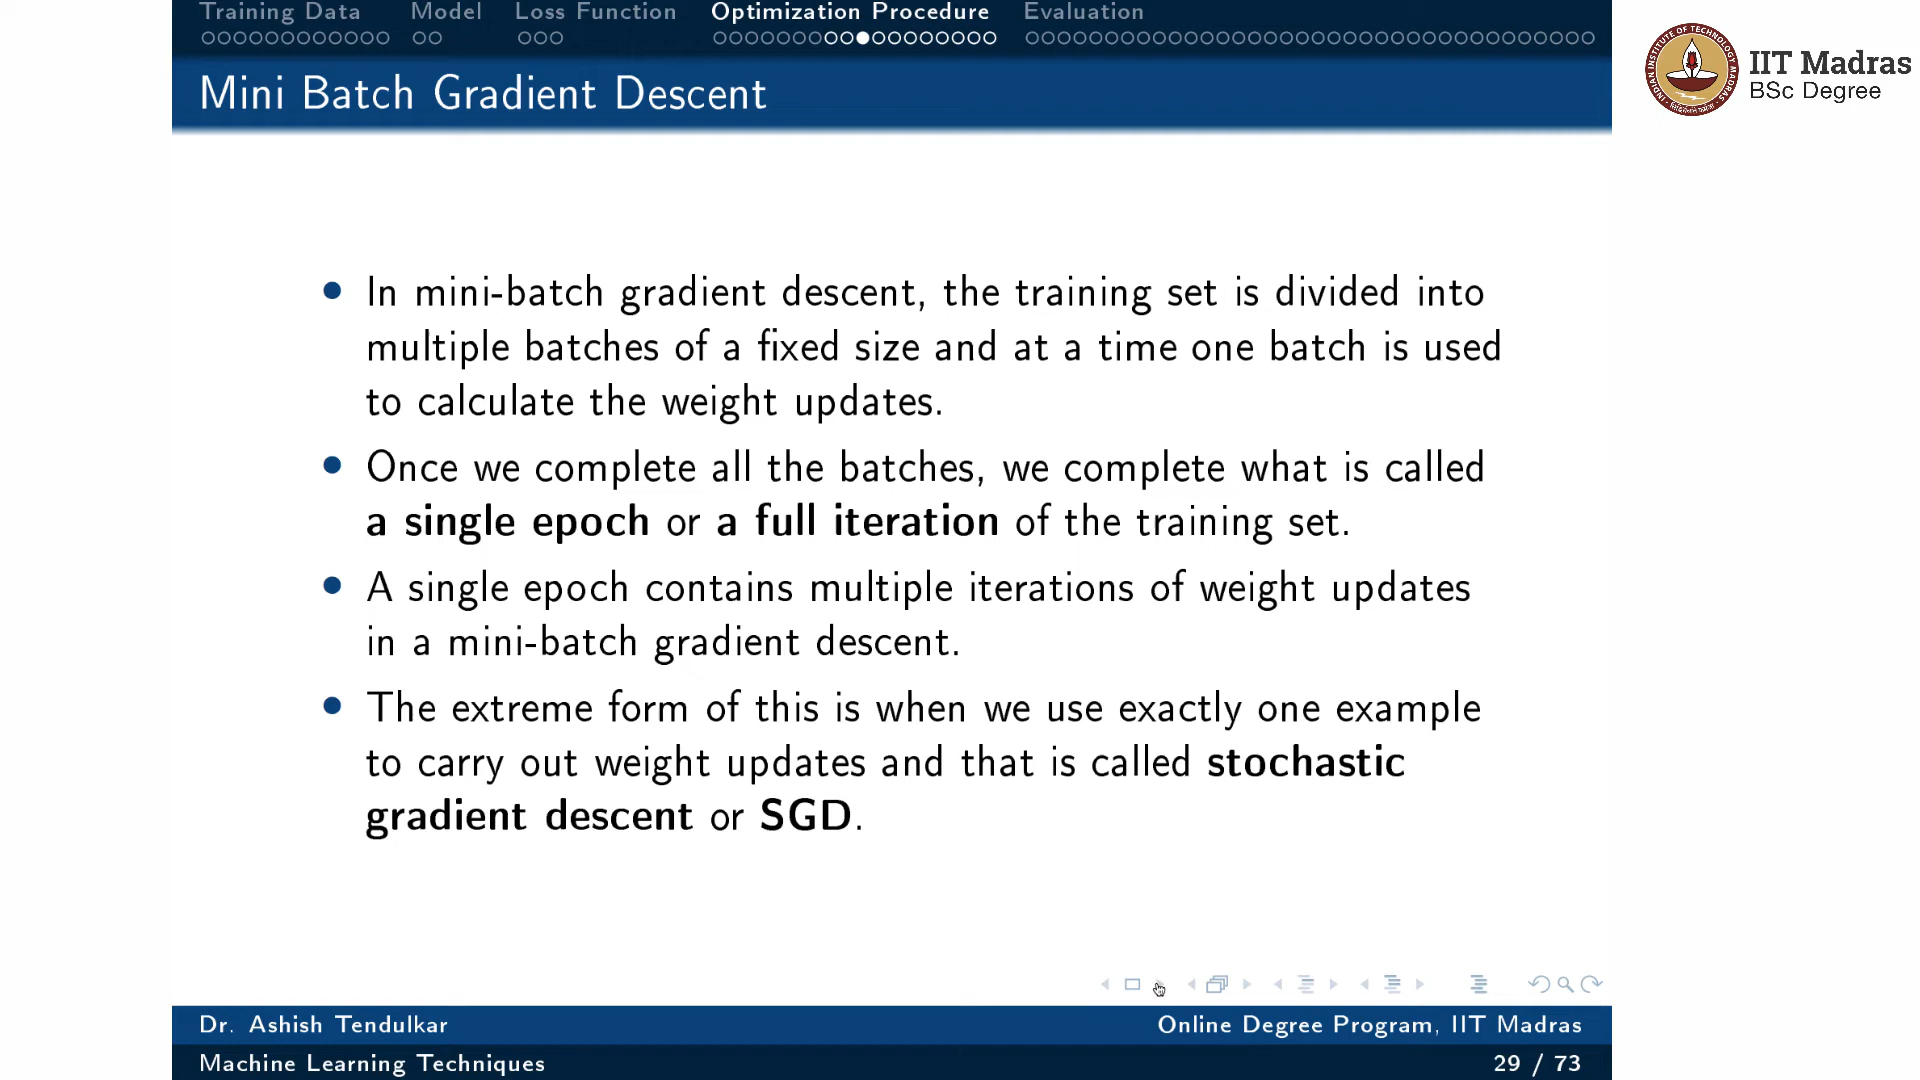 Training Data Model Loss Function Optimization Procedure Evaluation
Mini Batch Gradient Descent
IIT Madras
BSc Degree
• In mini-batch gradient descent, the training set is divided into
multiple batches of a fixed size and at a time one batch is used
to calculate the weight updates.
• Once we complete all the batches, we complete what is called
a single epoch or a full iteration of the training set.
• A single epoch contains multiple iterations of weight updates
in a mini-batch gradient descent.
• The extreme form of this is when we use exactly one example
to carry out weight updates and that is called stochastic
gradient descent or SGD.
Dr. Ashish Tendulkar Online Degree Program, IIT Madras
Machine Learning Techniques 29 / 73